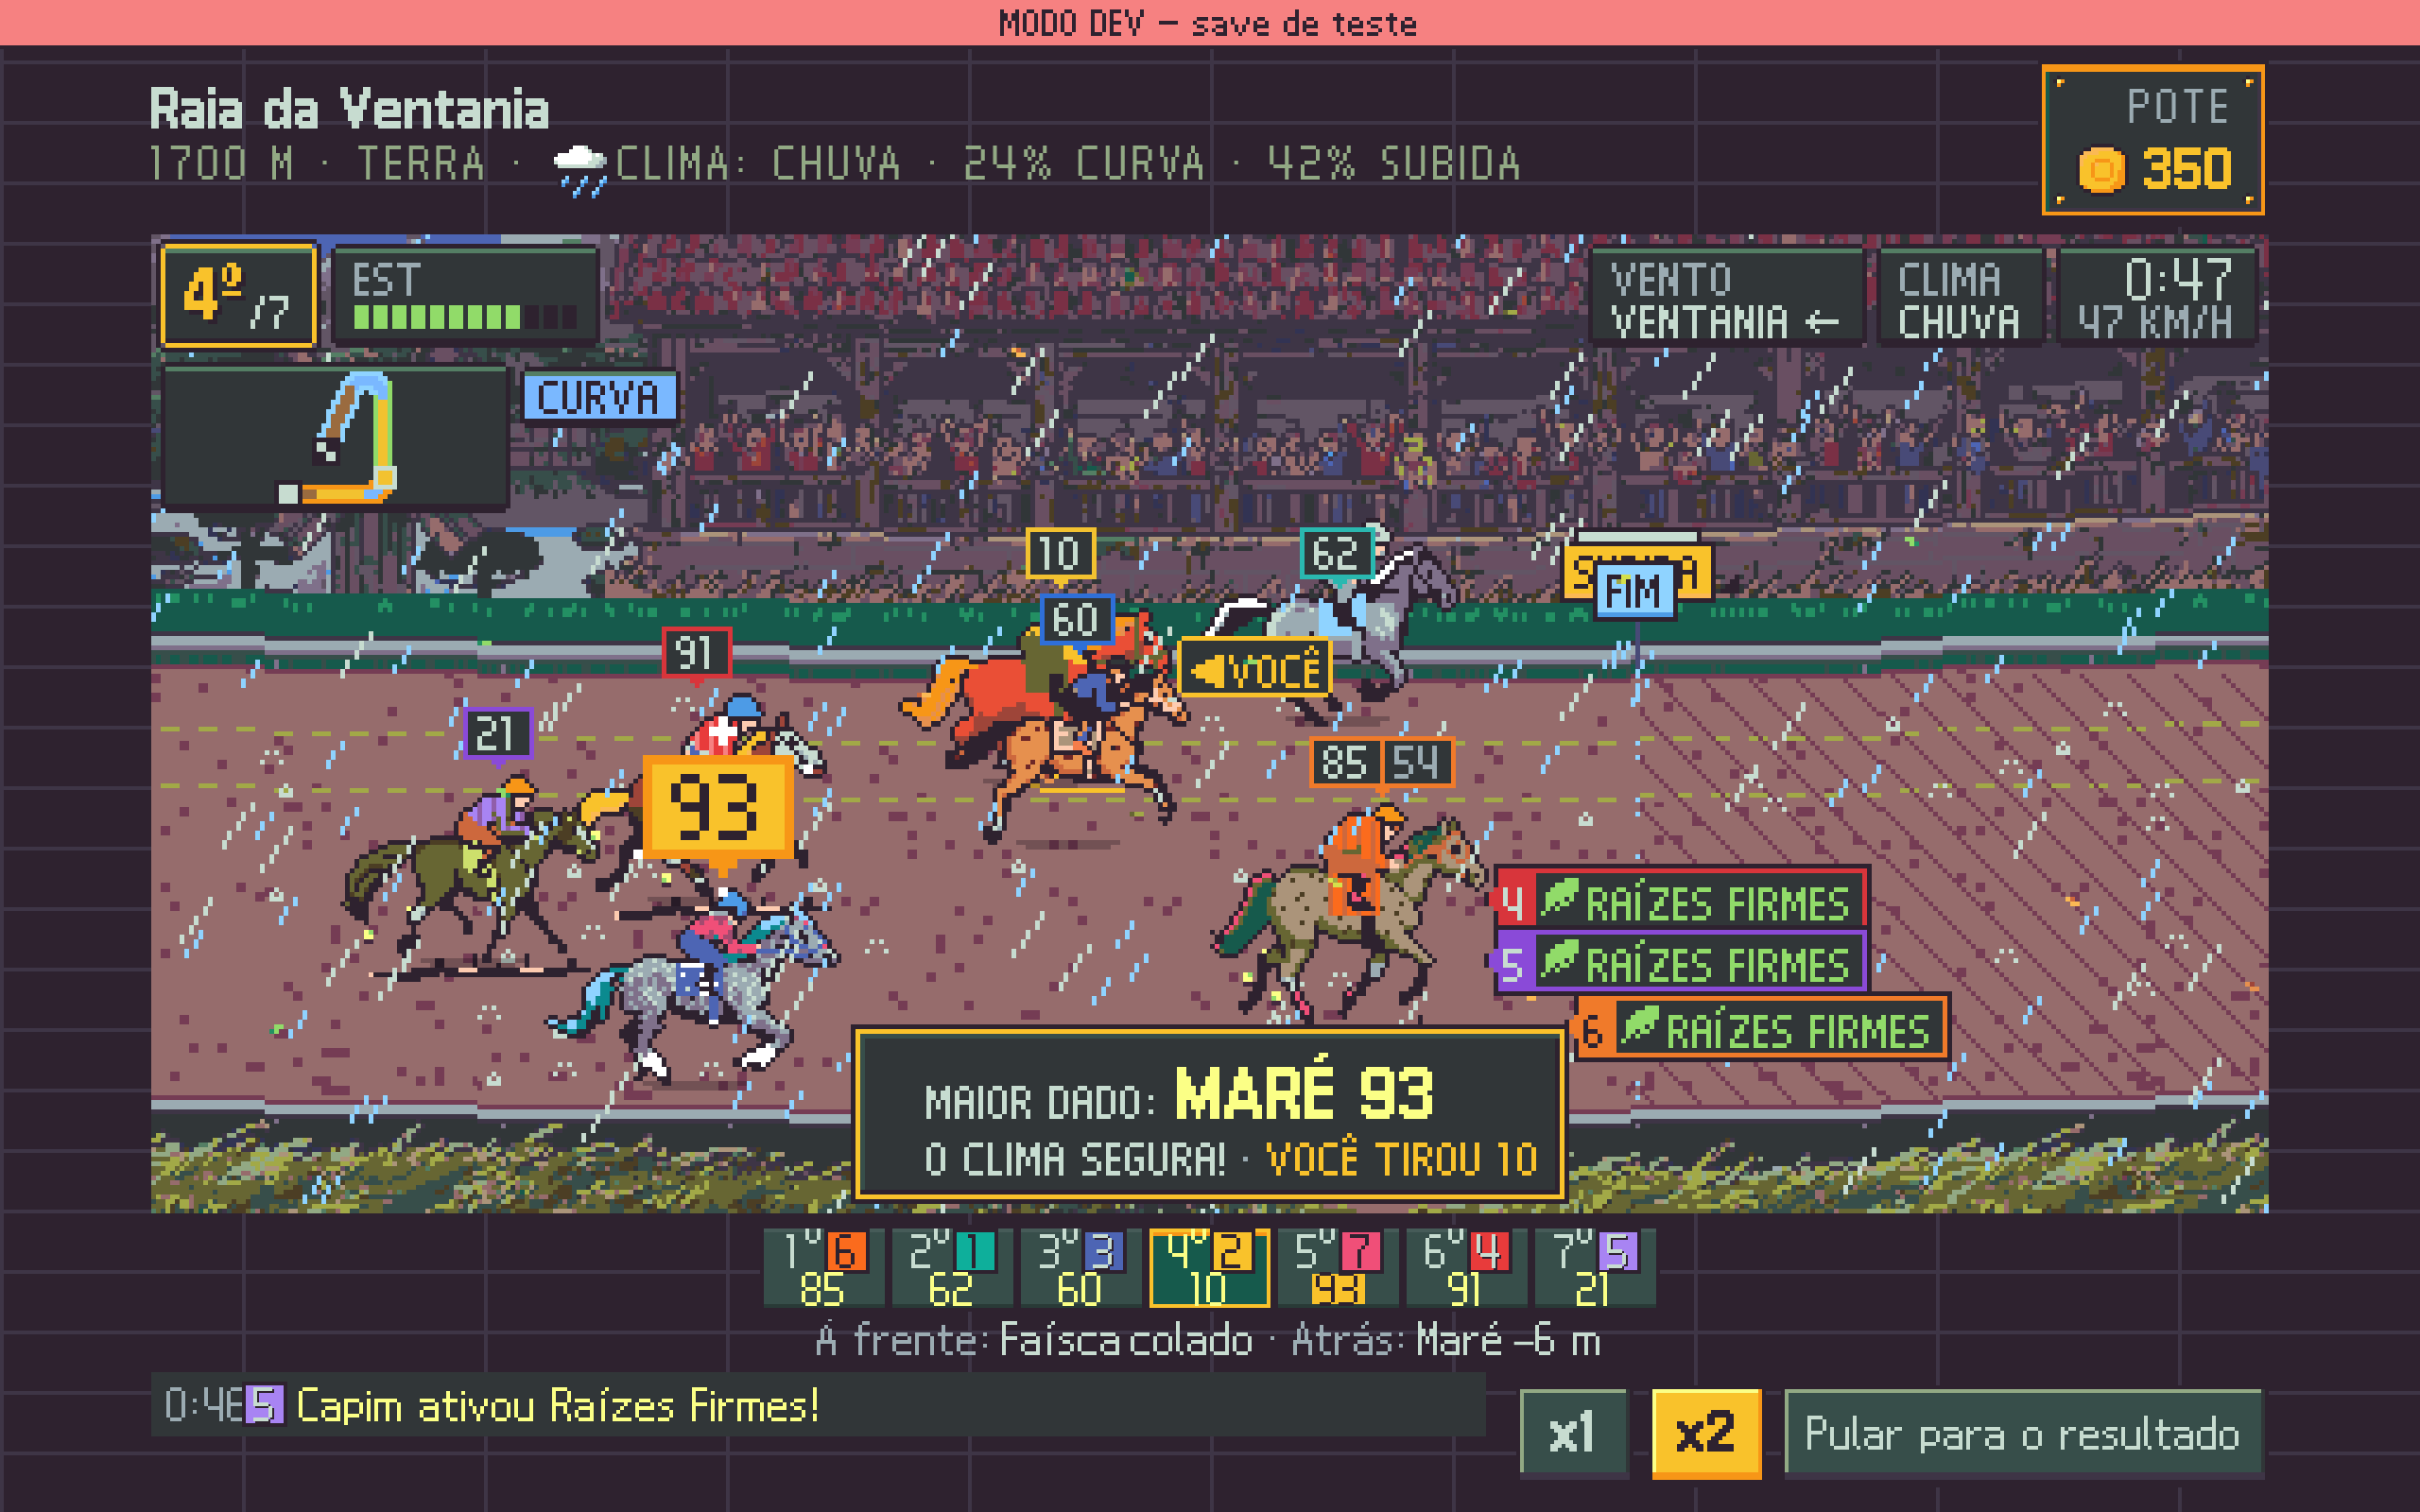 MODO DEV — save de teste
Raia da Ventania
1700 M · TERRA · CLIMA: CHUVA · 24% CURVA · 42% SUBIDA
POTE
350
4º /7
EST
VENTO
VENTANIA ←
CLIMA
CHUVA
0:47
47 KM/H
CURVA
10
62
FIM
60
91
VOCÊ
21
85 54
93
4 RAÍZES FIRMES
5 RAÍZES FIRMES
6 RAÍZES FIRMES
MAIOR DADO: MARÉ 93
O CLIMA SEGURA! · VOCÊ TIROU 10
1º 6
85
2º 1
62
3º 3
60
4º 2
10
5º 7
93
6º 4
91
7º 5
21
À frente: Faísca colado · Atrás: Maré –6 m
5 Capim ativou Raízes Firmes!
x1
x2
Pular para o resultado